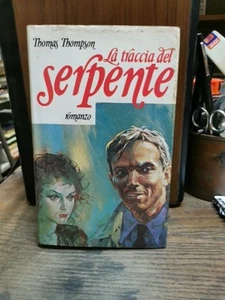 Thomas Thompson
La traccia del
serpente
romanzo